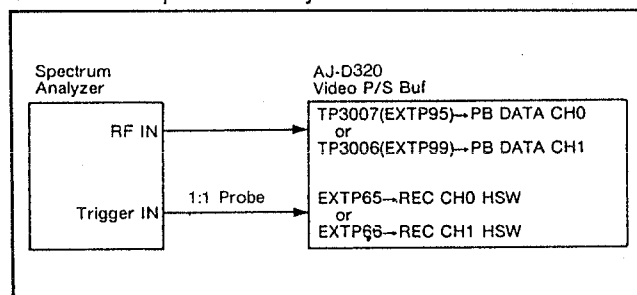 Spectrum
Analyzer
AJ-D320
Video P/S Buf
RF IN
TP3007(EXTP95)→PB DATA CH0
or
TP3006(EXTP99)→PB DATA CH1
1:1 Probe
Trigger IN
EXTP65→REC CH0 HSW
or
EXTP66→REC CH1 HSW